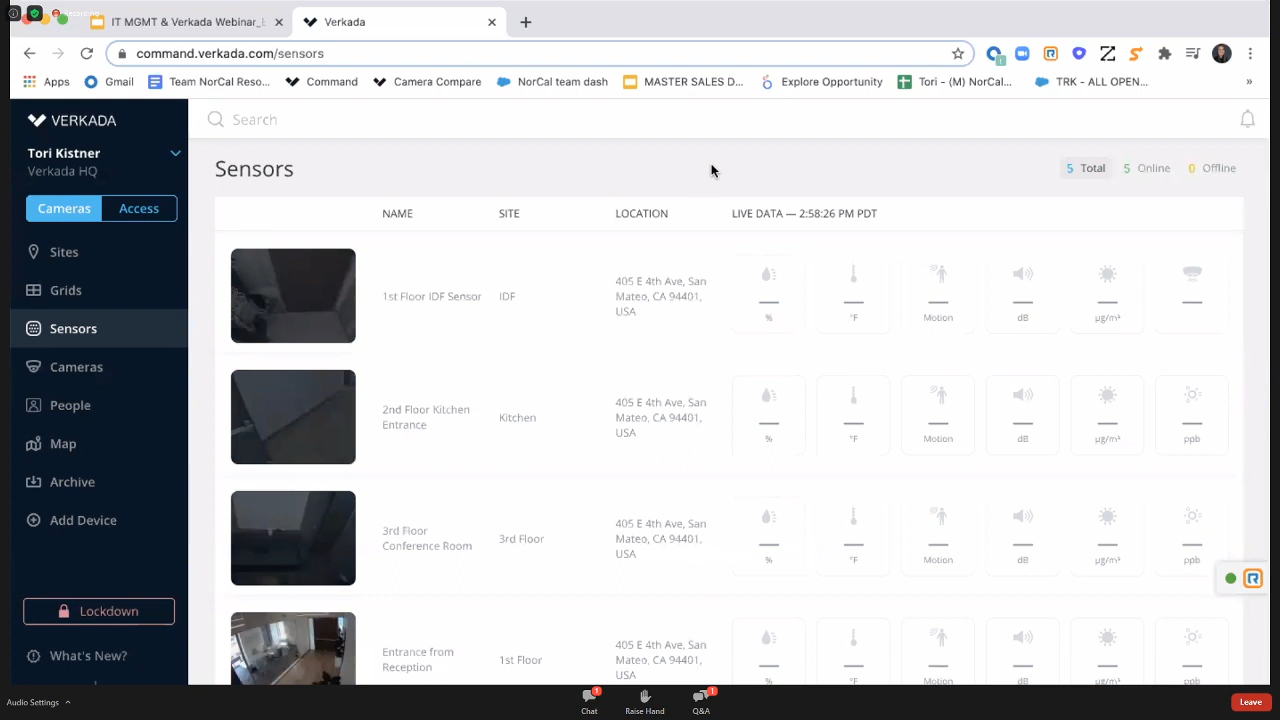 Recording
IT MGMT & Verkada Webinar_
Verkada
command.verkada.com/sensors
Apps
Gmail
Team NorCal Reso...
Command
Camera Compare
NorCal team dash
MASTER SALES D...
Explore Opportunity
Tori - (M) NorCal...
TRK - ALL OPEN...
»
VERKADA
Search
Tori Kistner
Verkada HQ
Cameras
Access
Sites
Grids
Sensors
Cameras
People
Map
Archive
Add Device
Lockdown
What's New?
Sensors
5 Total
5 Online
0 Offline
NAME
SITE
LOCATION
LIVE DATA — 2:58:26 PM PDT
1st Floor IDF Sensor
IDF
405 E 4th Ave, San
Mateo, CA 94401,
USA
%
°F
Motion
dB
µg/m³
2nd Floor Kitchen
Entrance
Kitchen
405 E 4th Ave, San
Mateo, CA 94401,
USA
%
°F
Motion
dB
µg/m³
ppb
3rd Floor
Conference Room
3rd Floor
405 E 4th Ave, San
Mateo, CA 94401,
USA
%
°F
Motion
dB
µg/m³
ppb
Entrance from
Reception
1st Floor
405 E 4th Ave, San
Mateo, CA 94401,
USA
%
°F
Motion
dB
µg/m³
ppb
Audio Settings
1
Chat
Raise Hand
1
Q&A
Leave